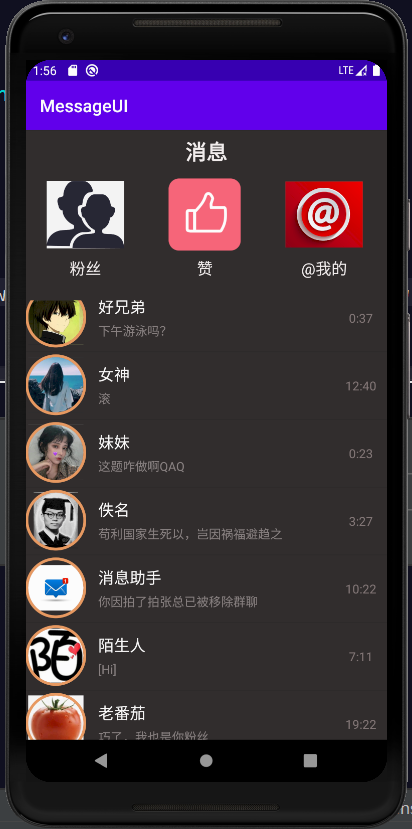 1:56
LTE
MessageUI
消息
粉丝
赞
@我的
好兄弟
下午游泳吗?
0:37
女神
滚
12:40
妹妹
这题咋做啊QAQ
0:23
佚名
苟利国家生死以，岂因祸福避趋之
3:27
消息助手
你因拍了拍张总已被移除群聊
10:22
陌生人
[Hi]
7:11
老番茄
巧了，我也是你粉丝
19:22